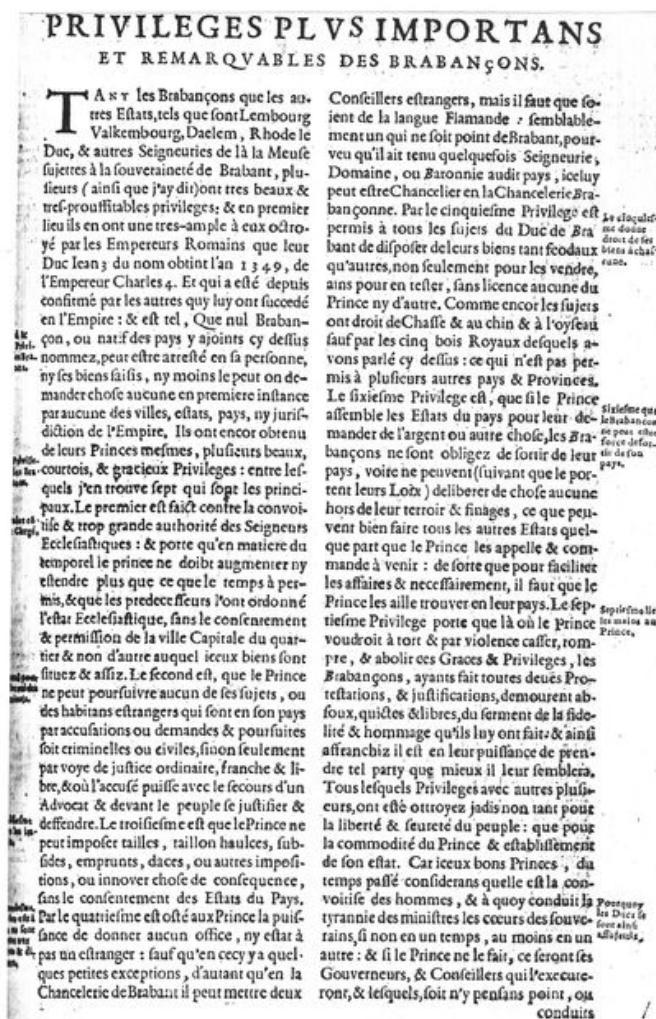 PRIVILEGES PLVS IMPORTANS
ET REMARQVABLES DES BRABANÇONS.
TANT les Brabançons que les au-
tres Estats, tels que sont Lembourg
Valkembourg, Daelem, Rhode le
Duc, & autres Seigneuries de là la Meuse
sujettes à la souveraineté de Brabant, plu-
sieurs (ainsi que j'ay dit) ont tres beaux &
tres-prouffitables privileges: & en premier
lieu ils en ont une tres-ample à eux octro-
yé par les Empereurs Romains que leur
Duc Iean 3 du nom obtint l'an 1349, de
l'Empereur Charles 4. Et qui a esté depuis
confirmé par les autres quy luy ont succedé
en l'Empire: & est tel, Que nul Braban-
çon, ou natif des pays y ajoints cy dessus
nommez, peut estre arresté en sa personne,
ny ses biens saisis, ny moins le peut on de-
mander chose aucune en premiere instance
par aucune des villes, estats, pays, ny juris-
diction de l'Empire. Ils ont encor obtenu
de leurs Princes mesmes, plusieurs beaux,
courtois, & gracieux Privileges: entre les-
quels j'en trouve sept qui sont les princi-
paux. Le premier est faict contre la convoi-
tise & trop grande authorité des Seigneurs
Ecclesiastiques: & porte qu'en matiere du
temporel le prince ne doibt augmenter ny
estendre plus que ce que le temps à per-
mis, & que les predecesseurs l'ont ordonné
l'estat Ecclesiastique, sans le consentement
& permission de la ville Capitale du quar-
tier & non d'autre auquel iceux biens sont
situez & assiz. Le second est, que le Prince
ne peut poursuivre aucun de ses sujets, ou
des habitans estrangers qui sont en son pays
par accusations ou demandes & poursuites
soit criminelles ou civiles, sinon seulement
par voye de justice ordinaire, franche & li-
bre, & où l'accusé puisse avec le secours d'un
Advocat & devant le peuple se justifier &
deffendre. Le troisiesme est que le Prince ne
peut imposer tailles, taillon haulces, sub-
sides, emprunts, daces, ou autres imposi-
tions, ou innover chose de consequence,
sans le consentement des Estats du Pays.
Par le quatriesme est osté aux Prince la puis-
sance de donner aucun office, ny estat à
pas un estranger: sauf qu'en cecy y a quel-
ques petites exceptions, d'autant qu'en la
Chancelerie de Brabant il peut mettre deux
Conseillers estrangers, mais il faut que so-
ient de la langue Flamande: semblable-
ment un qui ne soit point de Brabant, pour-
veu qu'il ait tenu quelquefois Seigneurie,
Domaine, ou Baronnie audit pays, iceluy
peut estre Chancelier en la Chancelerie Bra-
bançonne. Par le cinquiesme Privilege est
permis à tous les sujets du Duc de Bra
bant de disposer de leurs biens tant feodaux
qu'autres, non seulement pour les vendre,
ains pour en tester, sans licence aucune du
Prince ny d'autre. Comme encor les sujets
ont droit de Chasse & au chin & à l'oyseau
sauf par les cinq bois Royaux desquels a-
vons parlé cy dessus: ce qui n'est pas per-
mis à plusieurs autres pays & Provinces.
Le sixiesme Privilege est, que si le Prince
assemble les Estats du pays pour leur de-
mander de l'argent ou autre chose, les Bra-
bançons ne sont obligez de sortir de leur
pays, voire ne peuvent (suivant que le por-
tent leurs Loix) deliberer de chose aucune
hors de leur terroir & finages, ce que peu-
vent bien faire tous les autres Estats quel-
que part que le Prince les appelle & com-
mande à venir: de sorte que pour faciliter
les affaires & necessairement, il faut que le
Prince les aille trouver en leur pays. Le sep-
tiesme Privilege porte que là où le Prince
voudroit à tort & par violence casser, rom-
pre, & abolir ces Graces & Privileges, les
Brabançons, ayants fait toutes deuës Pro-
testations, & justifications, demourent ab-
soux, quictes & libres, du serment de la fide-
lité & hommage qu'ils luy ont fait: & ainsi
affranchiz il est en leur puissance de pren-
dre tel party que mieux il leur semblera.
Tous lesquels Privileges avec autres plusi-
eurs, ont esté ottroyez jadis non tant pour
la liberté & seureté du peuple: que pour
la commodité du Prince & establissement
de son estat. Car iceux bons Princes, du
temps passé considerans quelle est la con-
voitise des hommes, & à quoy conduit la
tyrannie des ministres les cœurs des souve-
rains, si non en un temps, au moins en un
autre: & si le Prince ne le fait, ce seront ses
Gouverneurs, & Conseillers qui l'execute-
ront, & lesquels, soit n'y pensans point, ou
conduits
droit de ses
biens à chas-
cune.
Sixiesme que
pays.
Septiesme lie
les mains au
Prince.
Pourquoy
les Ducs se
sont ainsi